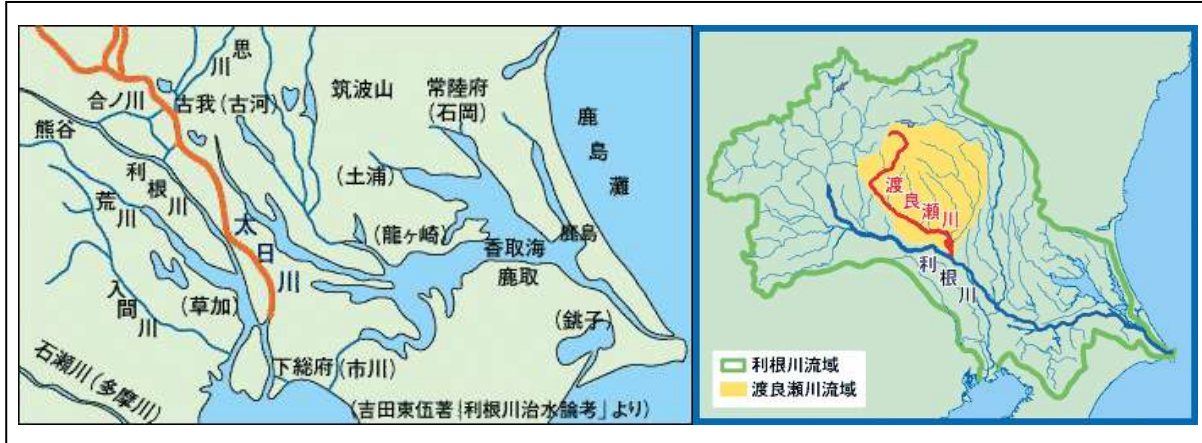 思川
筑波山
常陸府
(石岡)
合ノ川
古我(古河)
熊谷
鹿島灘
利根川
(土浦)
荒川
太日川
(龍ヶ崎)
香取海
鹿島
鹿取
入間川
(草加)
(銚子)
石瀬川(多摩川)
下総府(市川)
(吉田東伍著「利根川治水論考」より)
渡良瀬川
利根川
利根川流域
渡良瀬川流域